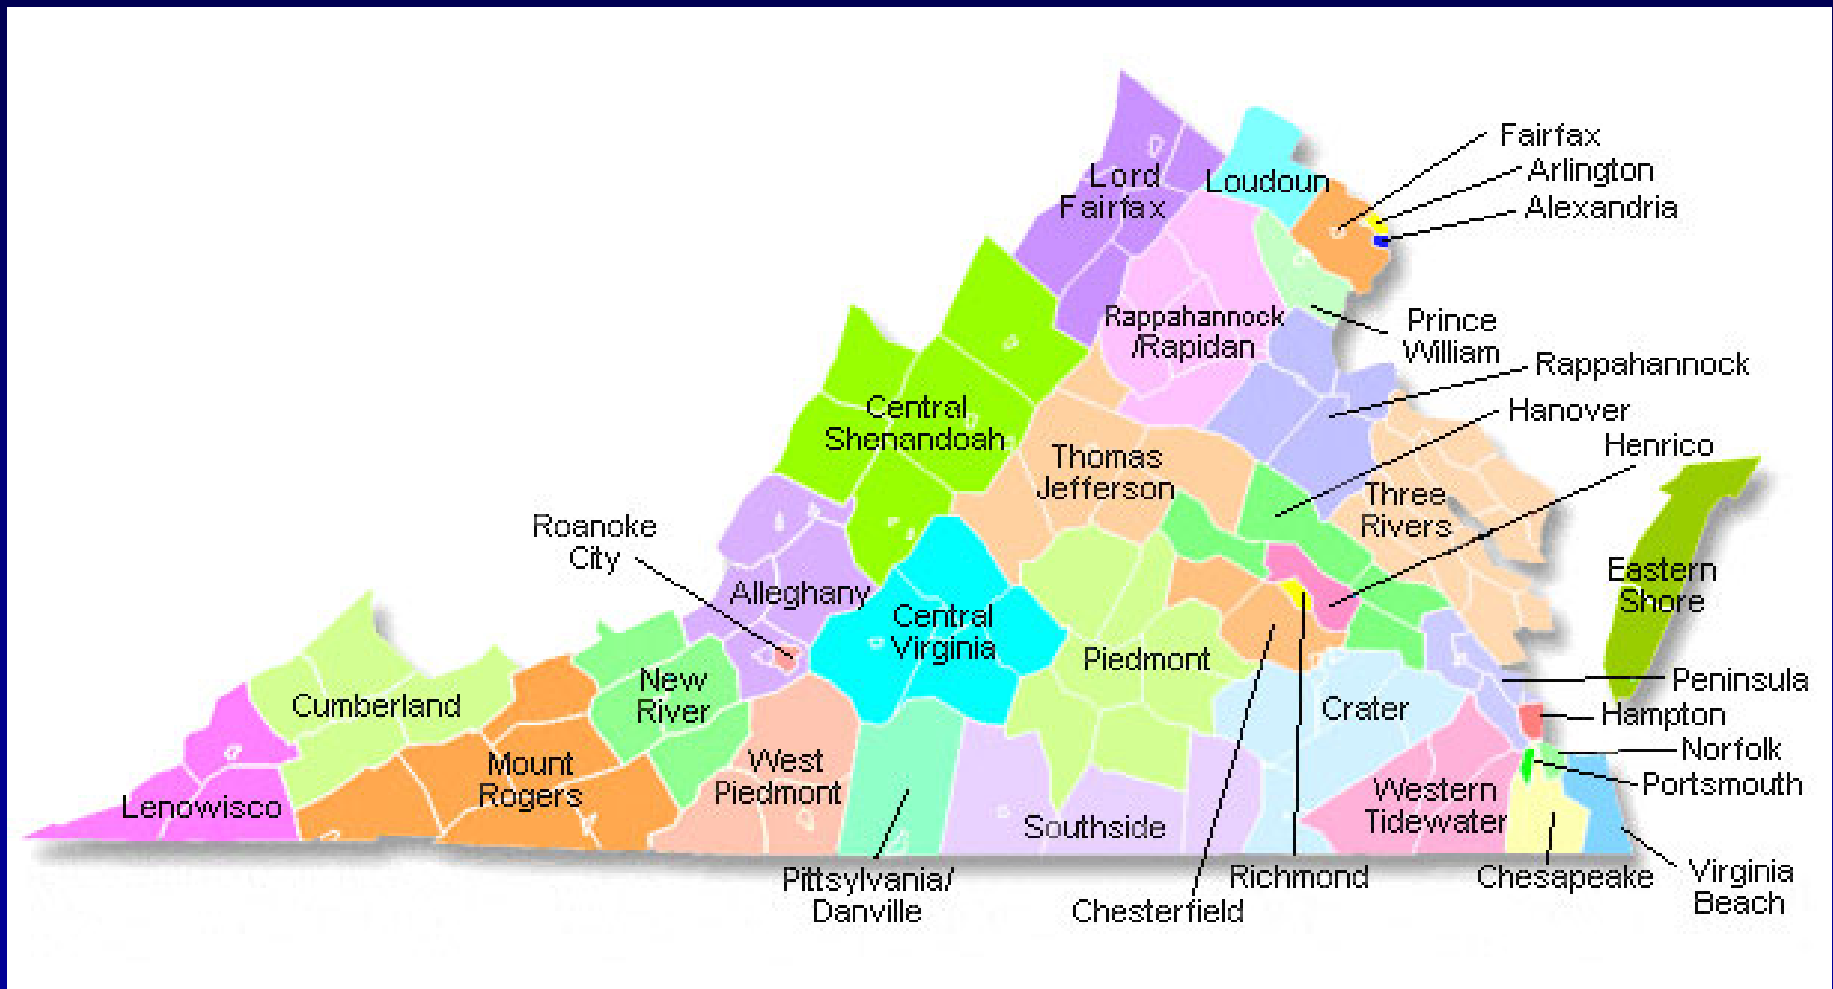 Fairfax
Arlington
Alexandria
Lord
Fairfax
Loudoun
Rappahannock
/Rapidan
Prince
William
Rappahannock
Hanover
Henrico
Central
Shenandoah
Thomas
Jefferson
Three
Rivers
Roanoke
City
Alleghany
Eastern
Shore
Central
Virginia
Piedmont
Cumberland
New
River
Peninsula
Crater
Hampton
Norfolk
Portsmouth
Mount
Rogers
West
Piedmont
Western
Tidewater
Lenowisco
Southside
Pittsylvania/
Danville
Chesterfield
Richmond
Chesapeake
Virginia
Beach